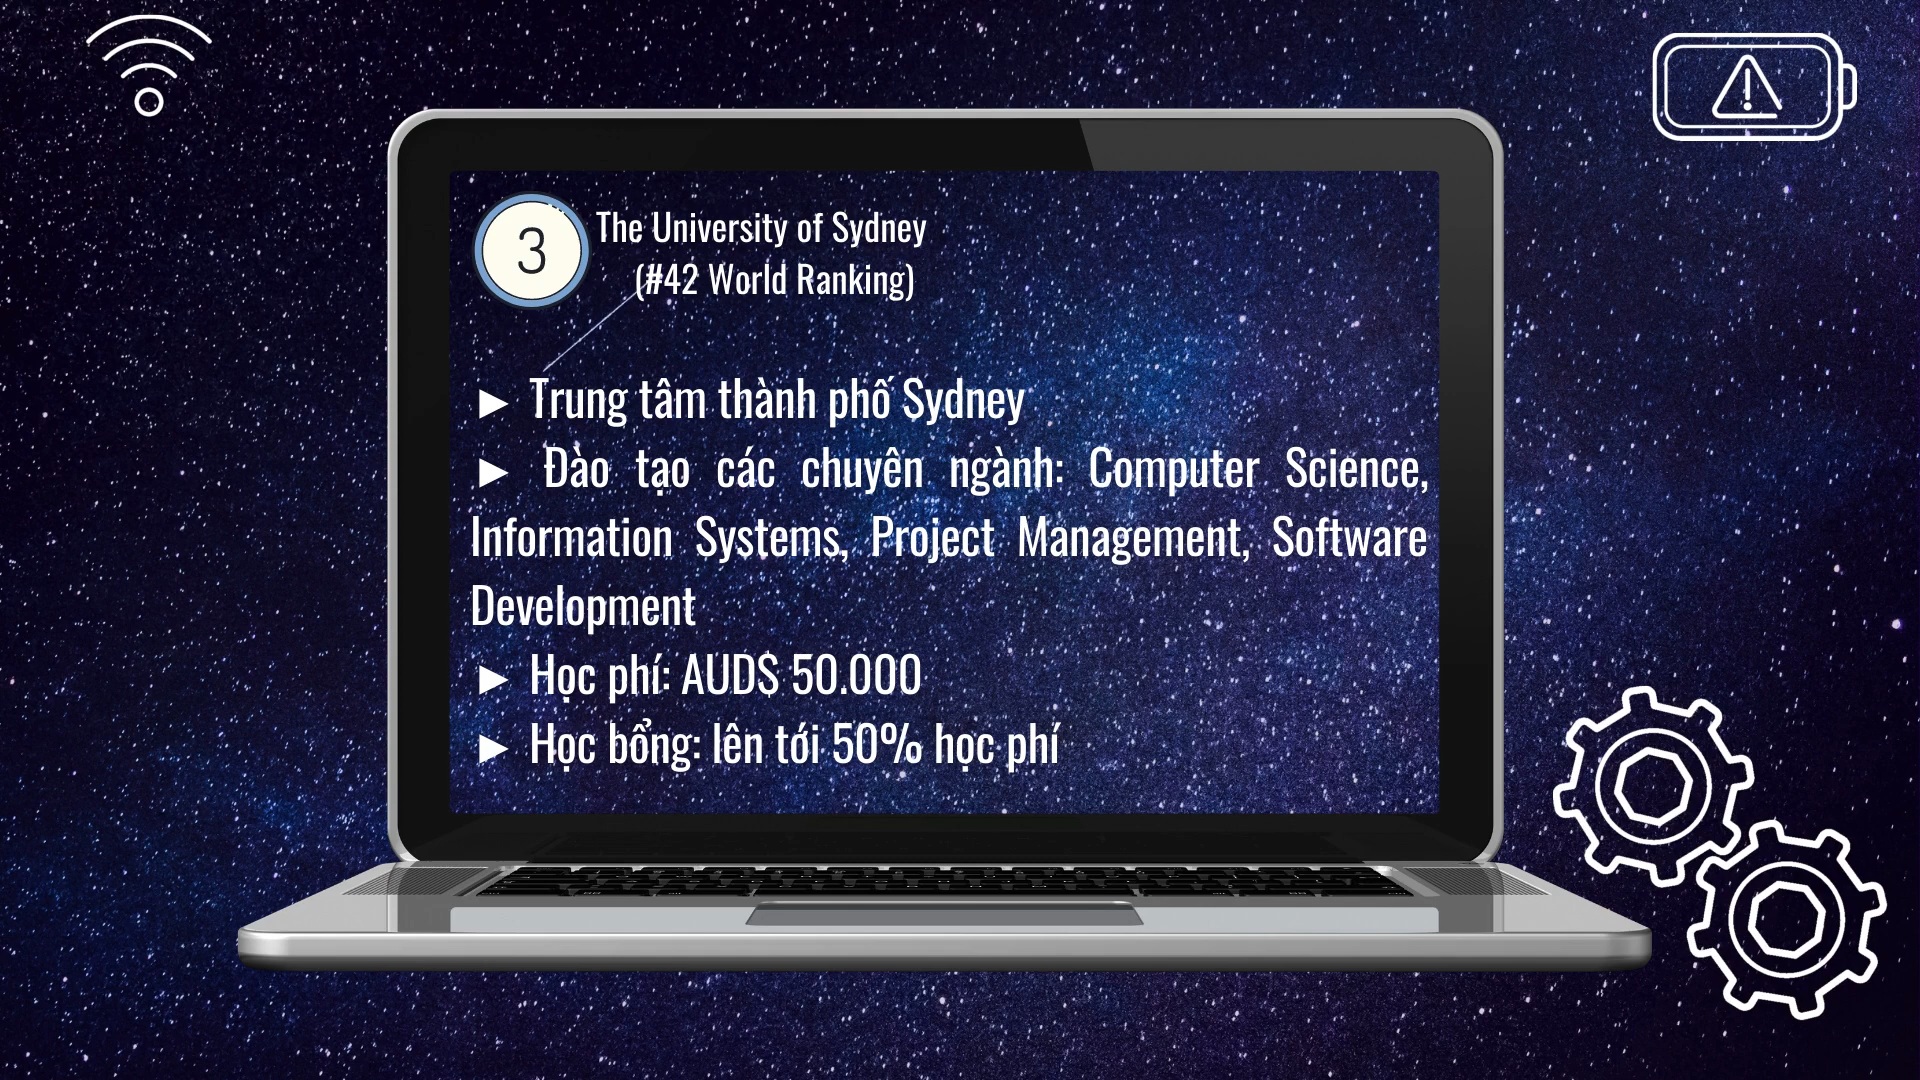 3
The University of Sydney
(#42 World Ranking)
► Trung tâm thành phố Sydney
► Đào tạo các chuyên ngành: Computer Science,
Information Systems, Project Management, Software
Development
► Học phí: AUD$ 50.000
► Học bổng: lên tới 50% học phí